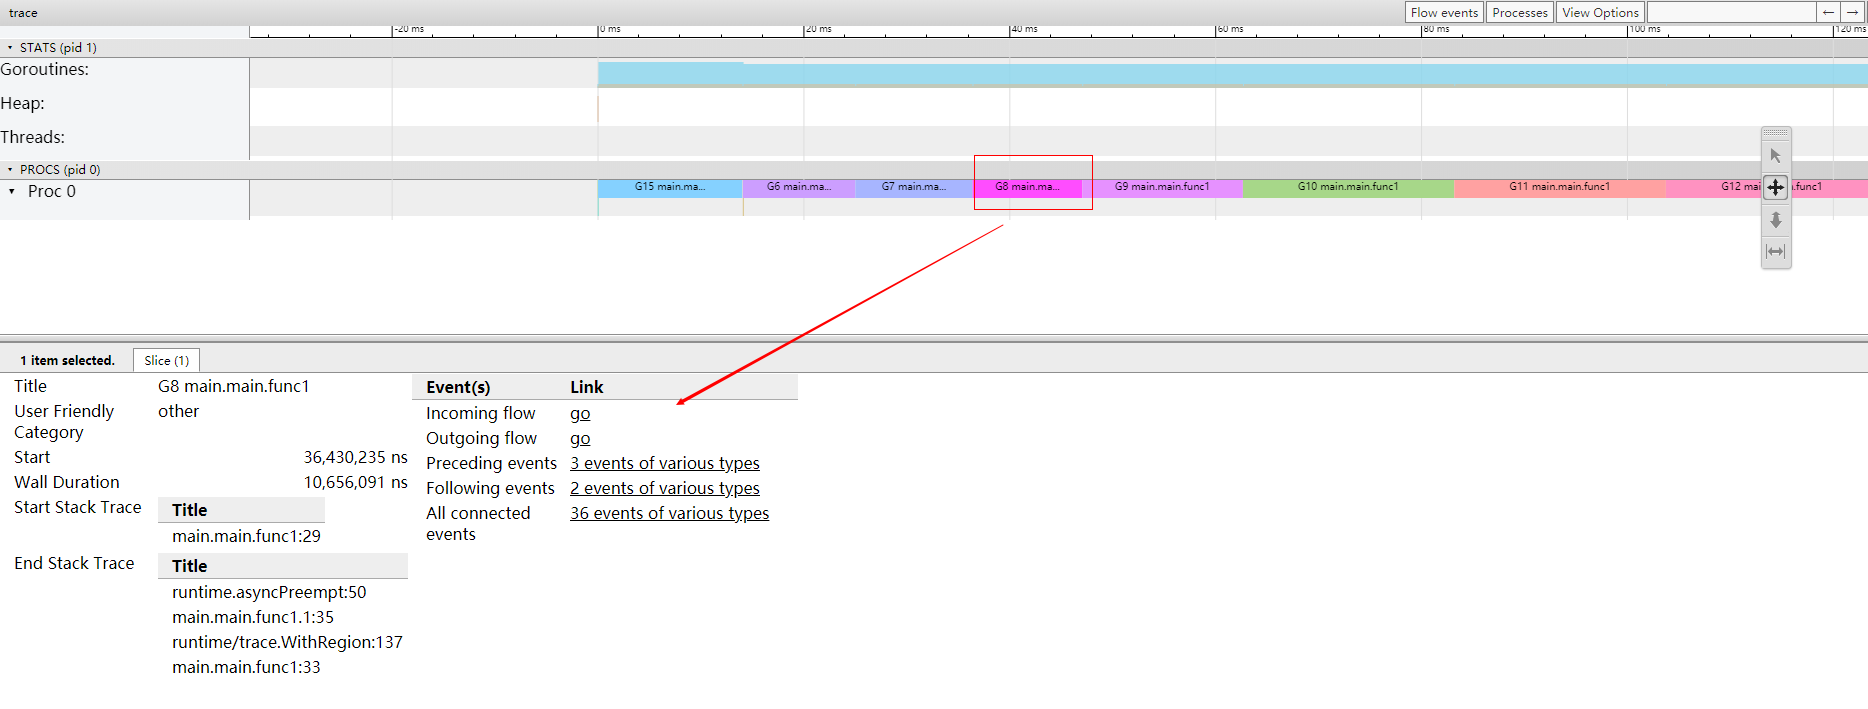 trace
Flow events Processes View Options ← →
-20 ms 0 ms 20 ms 40 ms 60 ms 80 ms 100 ms 120 ms
STATS (pid 1)
Goroutines:
Heap:
Threads:
PROCS (pid 0)
Proc 0
G15 main.ma... G6 main.ma... G7 main.ma... G8 main.ma... G9 main.main.func1 G10 main.main.func1 G11 main.main.func1 G12 mai n.func1
1 item selected. Slice (1)
Title G8 main.main.func1
User Friendly Category other
Start 36,430,235 ns
Wall Duration 10,656,091 ns
Start Stack Trace Title
main.main.func1:29
End Stack Trace Title
runtime.asyncPreempt:50
main.main.func1.1:35
runtime/trace.WithRegion:137
main.main.func1:33
Event(s) Link
Incoming flow go
Outgoing flow go
Preceding events 3 events of various types
Following events 2 events of various types
All connected events 36 events of various types